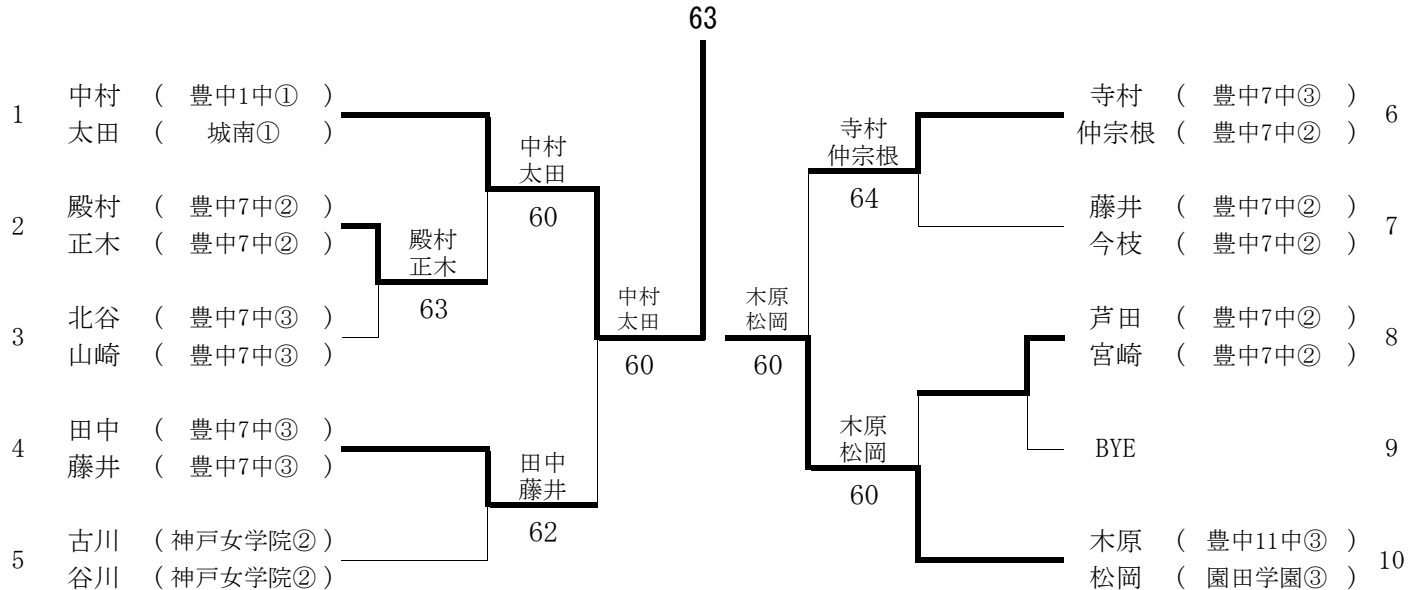 63
1
中村 ( 豊中1中① )
太田 ( 城南① )
2
殿村 ( 豊中7中② )
正木 ( 豊中7中② )
3
北谷 ( 豊中7中③ )
山崎 ( 豊中7中③ )
4
田中 ( 豊中7中③ )
藤井 ( 豊中7中③ )
5
古川 ( 神戸女学院② )
谷川 ( 神戸女学院② )
殿村
正木
63
中村
太田
60
田中
藤井
62
中村
太田
60
木原
松岡
60
寺村
仲宗根
64
木原
松岡
60
寺村 ( 豊中7中③ )
仲宗根 ( 豊中7中② )
6
藤井 ( 豊中7中② )
今枝 ( 豊中7中② )
7
芦田 ( 豊中7中② )
宮崎 ( 豊中7中② )
8
BYE
9
木原 ( 豊中11中③ )
松岡 ( 園田学園③ )
10